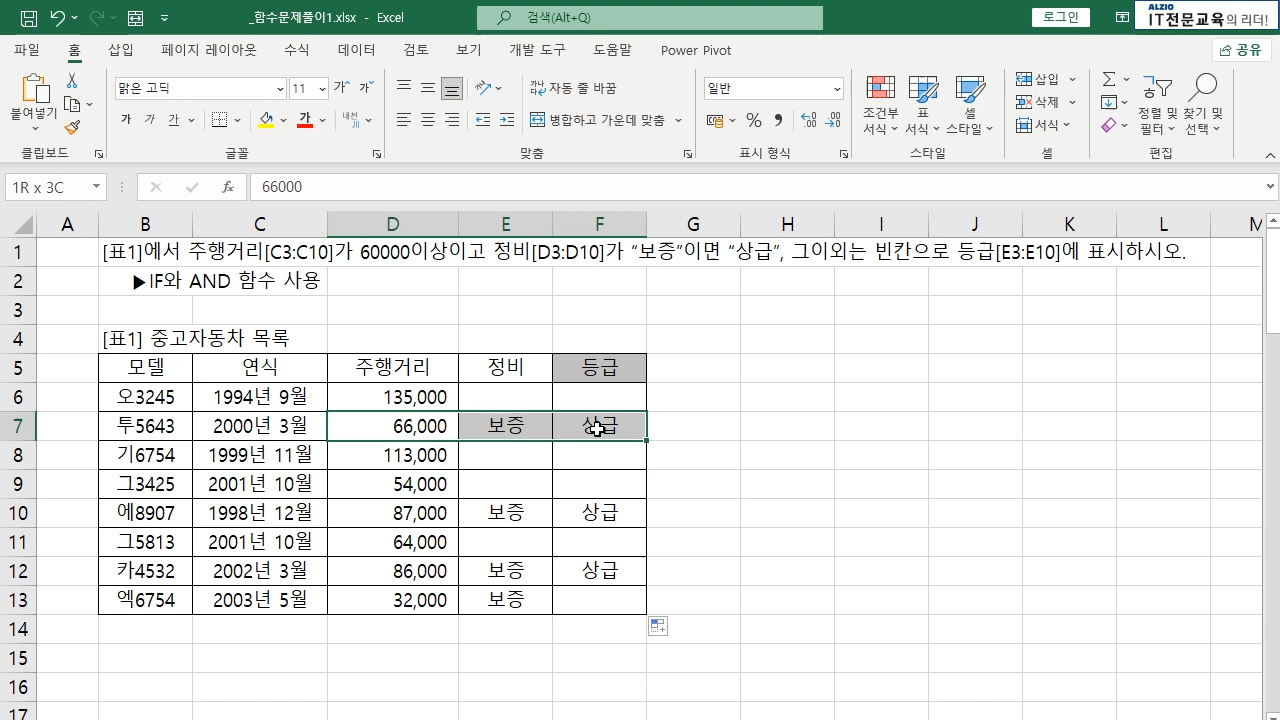 _함수문제풀이1.xlsx - Excel
검색(Alt+Q)
로그인
ALZIO
IT전문교육의 리더!
파일 홈 삽입 페이지 레이아웃 수식 데이터 검토 보기 개발 도구 도움말 Power Pivot
공유
붙여넣기
맑은 고딕 11 가 가
가 가 가 가 내천
자동 줄 바꿈
병합하고 가운데 맞춤
일반
조건부 서식
표 서식
셀 스타일
삽입
삭제
서식
정렬 및 필터
찾기 및 선택
클립보드 글꼴 맞춤 표시 형식 스타일 셀 편집
1R x 3C fx 66000
A B C D E F G H I J K L M
1 [표1]에서 주행거리[C3:C10]가 60000이상이고 정비[D3:D10]가 “보증”이면 “상급”, 그이외는 빈칸으로 등급[E3:E10]에 표시하시오.
2 ▶IF와 AND 함수 사용
3
4 [표1] 중고자동차 목록
5 모델 연식 주행거리 정비 등급
6 오3245 1994년 9월 135,000
7 투5643 2000년 3월 66,000 보증 상급
8 기6754 1999년 11월 113,000
9 그3425 2001년 10월 54,000
10 에8907 1998년 12월 87,000 보증 상급
11 그5813 2001년 10월 64,000
12 카4532 2002년 3월 86,000 보증 상급
13 엑6754 2003년 5월 32,000 보증
14
15
16
17